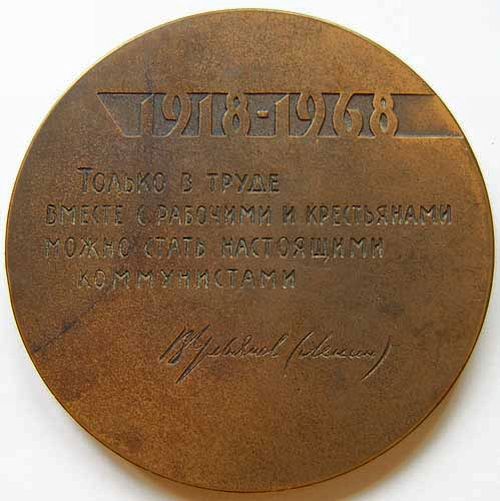 1918-1968
Только в труде
вместе с рабочими и крестьянами
можно стать настоящими
коммунистами
В Ульянов (Ленин)